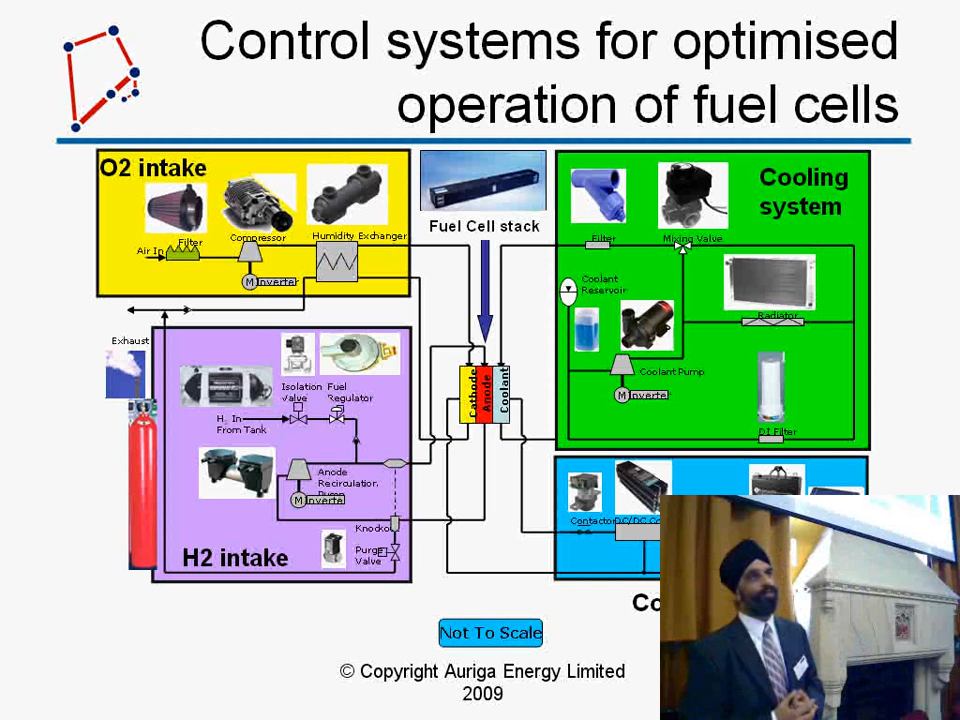 Control systems for optimised
operation of fuel cells
O2 intake
Filter
Compressor
Humidity Exchanger
Air In
M
Inverter
Fuel Cell stack
Cooling
system
Filter
Mixing Valve
Coolant
Reservoir
Radiator
Coolant Pump
M
Inverter
DI Filter
Exhaust
Isolation
Valve
Fuel
Regulator
H2 In
From Tank
Anode
Recirculation
Pump
M
Inverter
Knockout
Purge
Valve
H2 intake
Cathode
Anode
Coolant
Contactor
DC/DC
Not To Scale
© Copyright Auriga Energy Limited
2009